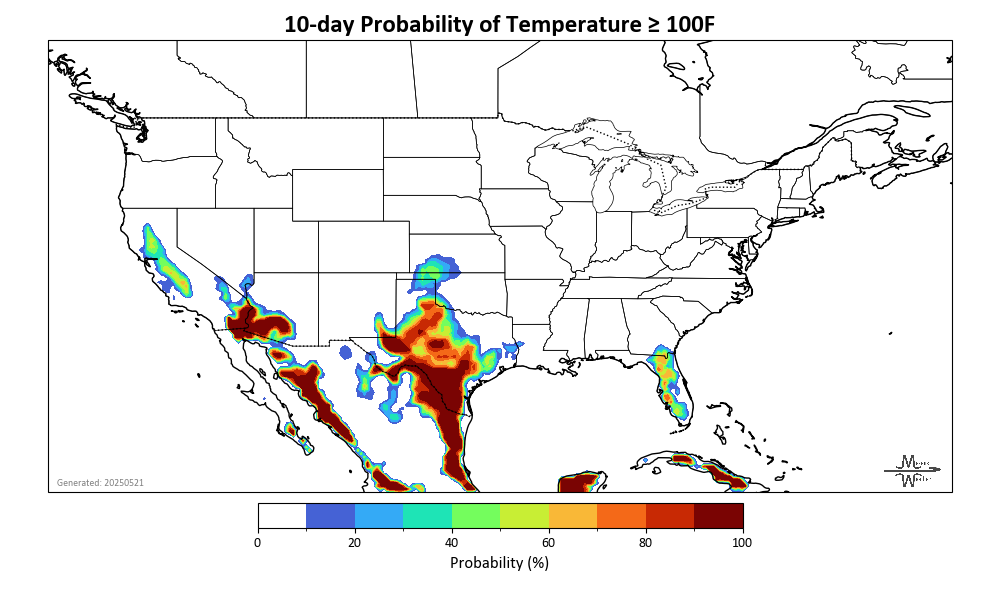 10-day Probability of Temperature ≥ 100F
Generated: 20250521
0 20 40 60 80 100
Probability (%)